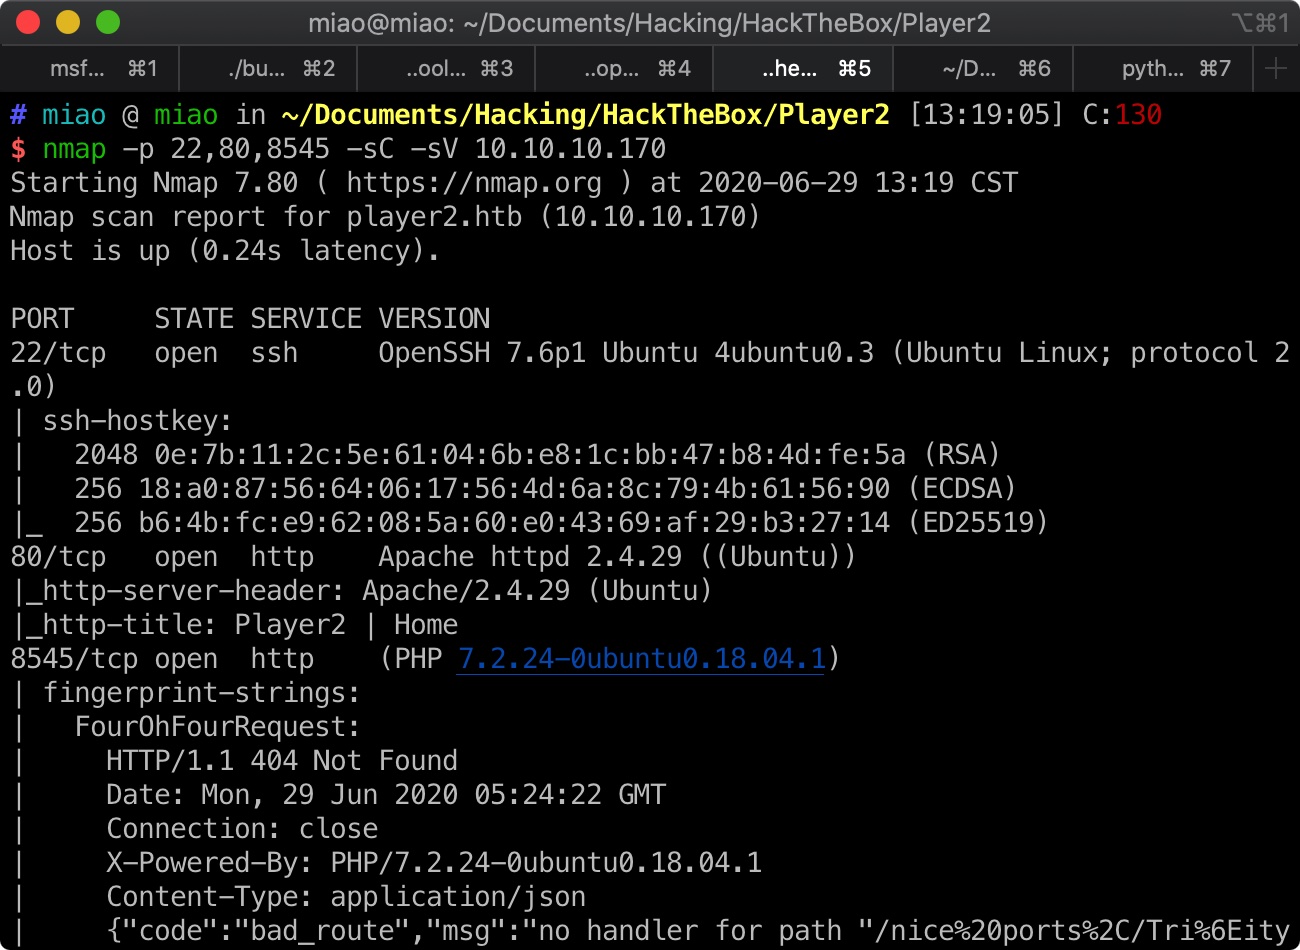 miao@miao: ~/Documents/Hacking/HackTheBox/Player2 ⌥⌘1
msf... ⌘1 ./bu... ⌘2 ..ool... ⌘3 ..op... ⌘4 ..he... ⌘5 ~/D... ⌘6 pyth... ⌘7 +
# miao @ miao in ~/Documents/Hacking/HackTheBox/Player2 [13:19:05] C:130
$ nmap -p 22,80,8545 -sC -sV 10.10.10.170
Starting Nmap 7.80 ( https://nmap.org ) at 2020-06-29 13:19 CST
Nmap scan report for player2.htb (10.10.10.170)
Host is up (0.24s latency).
PORT     STATE SERVICE VERSION
22/tcp   open  ssh     OpenSSH 7.6p1 Ubuntu 4ubuntu0.3 (Ubuntu Linux; protocol 2
.0)
| ssh-hostkey:
|   2048 0e:7b:11:2c:5e:61:04:6b:e8:1c:bb:47:b8:4d:fe:5a (RSA)
|   256 18:a0:87:56:64:06:17:56:4d:6a:8c:79:4b:61:56:90 (ECDSA)
|_  256 b6:4b:fc:e9:62:08:5a:60:e0:43:69:af:29:b3:27:14 (ED25519)
80/tcp   open  http    Apache httpd 2.4.29 ((Ubuntu))
|_http-server-header: Apache/2.4.29 (Ubuntu)
|_http-title: Player2 | Home
8545/tcp open  http    (PHP 7.2.24-0ubuntu0.18.04.1)
| fingerprint-strings:
|   FourOhFourRequest:
|     HTTP/1.1 404 Not Found
|     Date: Mon, 29 Jun 2020 05:24:22 GMT
|     Connection: close
|     X-Powered-By: PHP/7.2.24-0ubuntu0.18.04.1
|     Content-Type: application/json
|     {"code":"bad_route","msg":"no handler for path "/nice%20ports%2C/Tri%6Eity